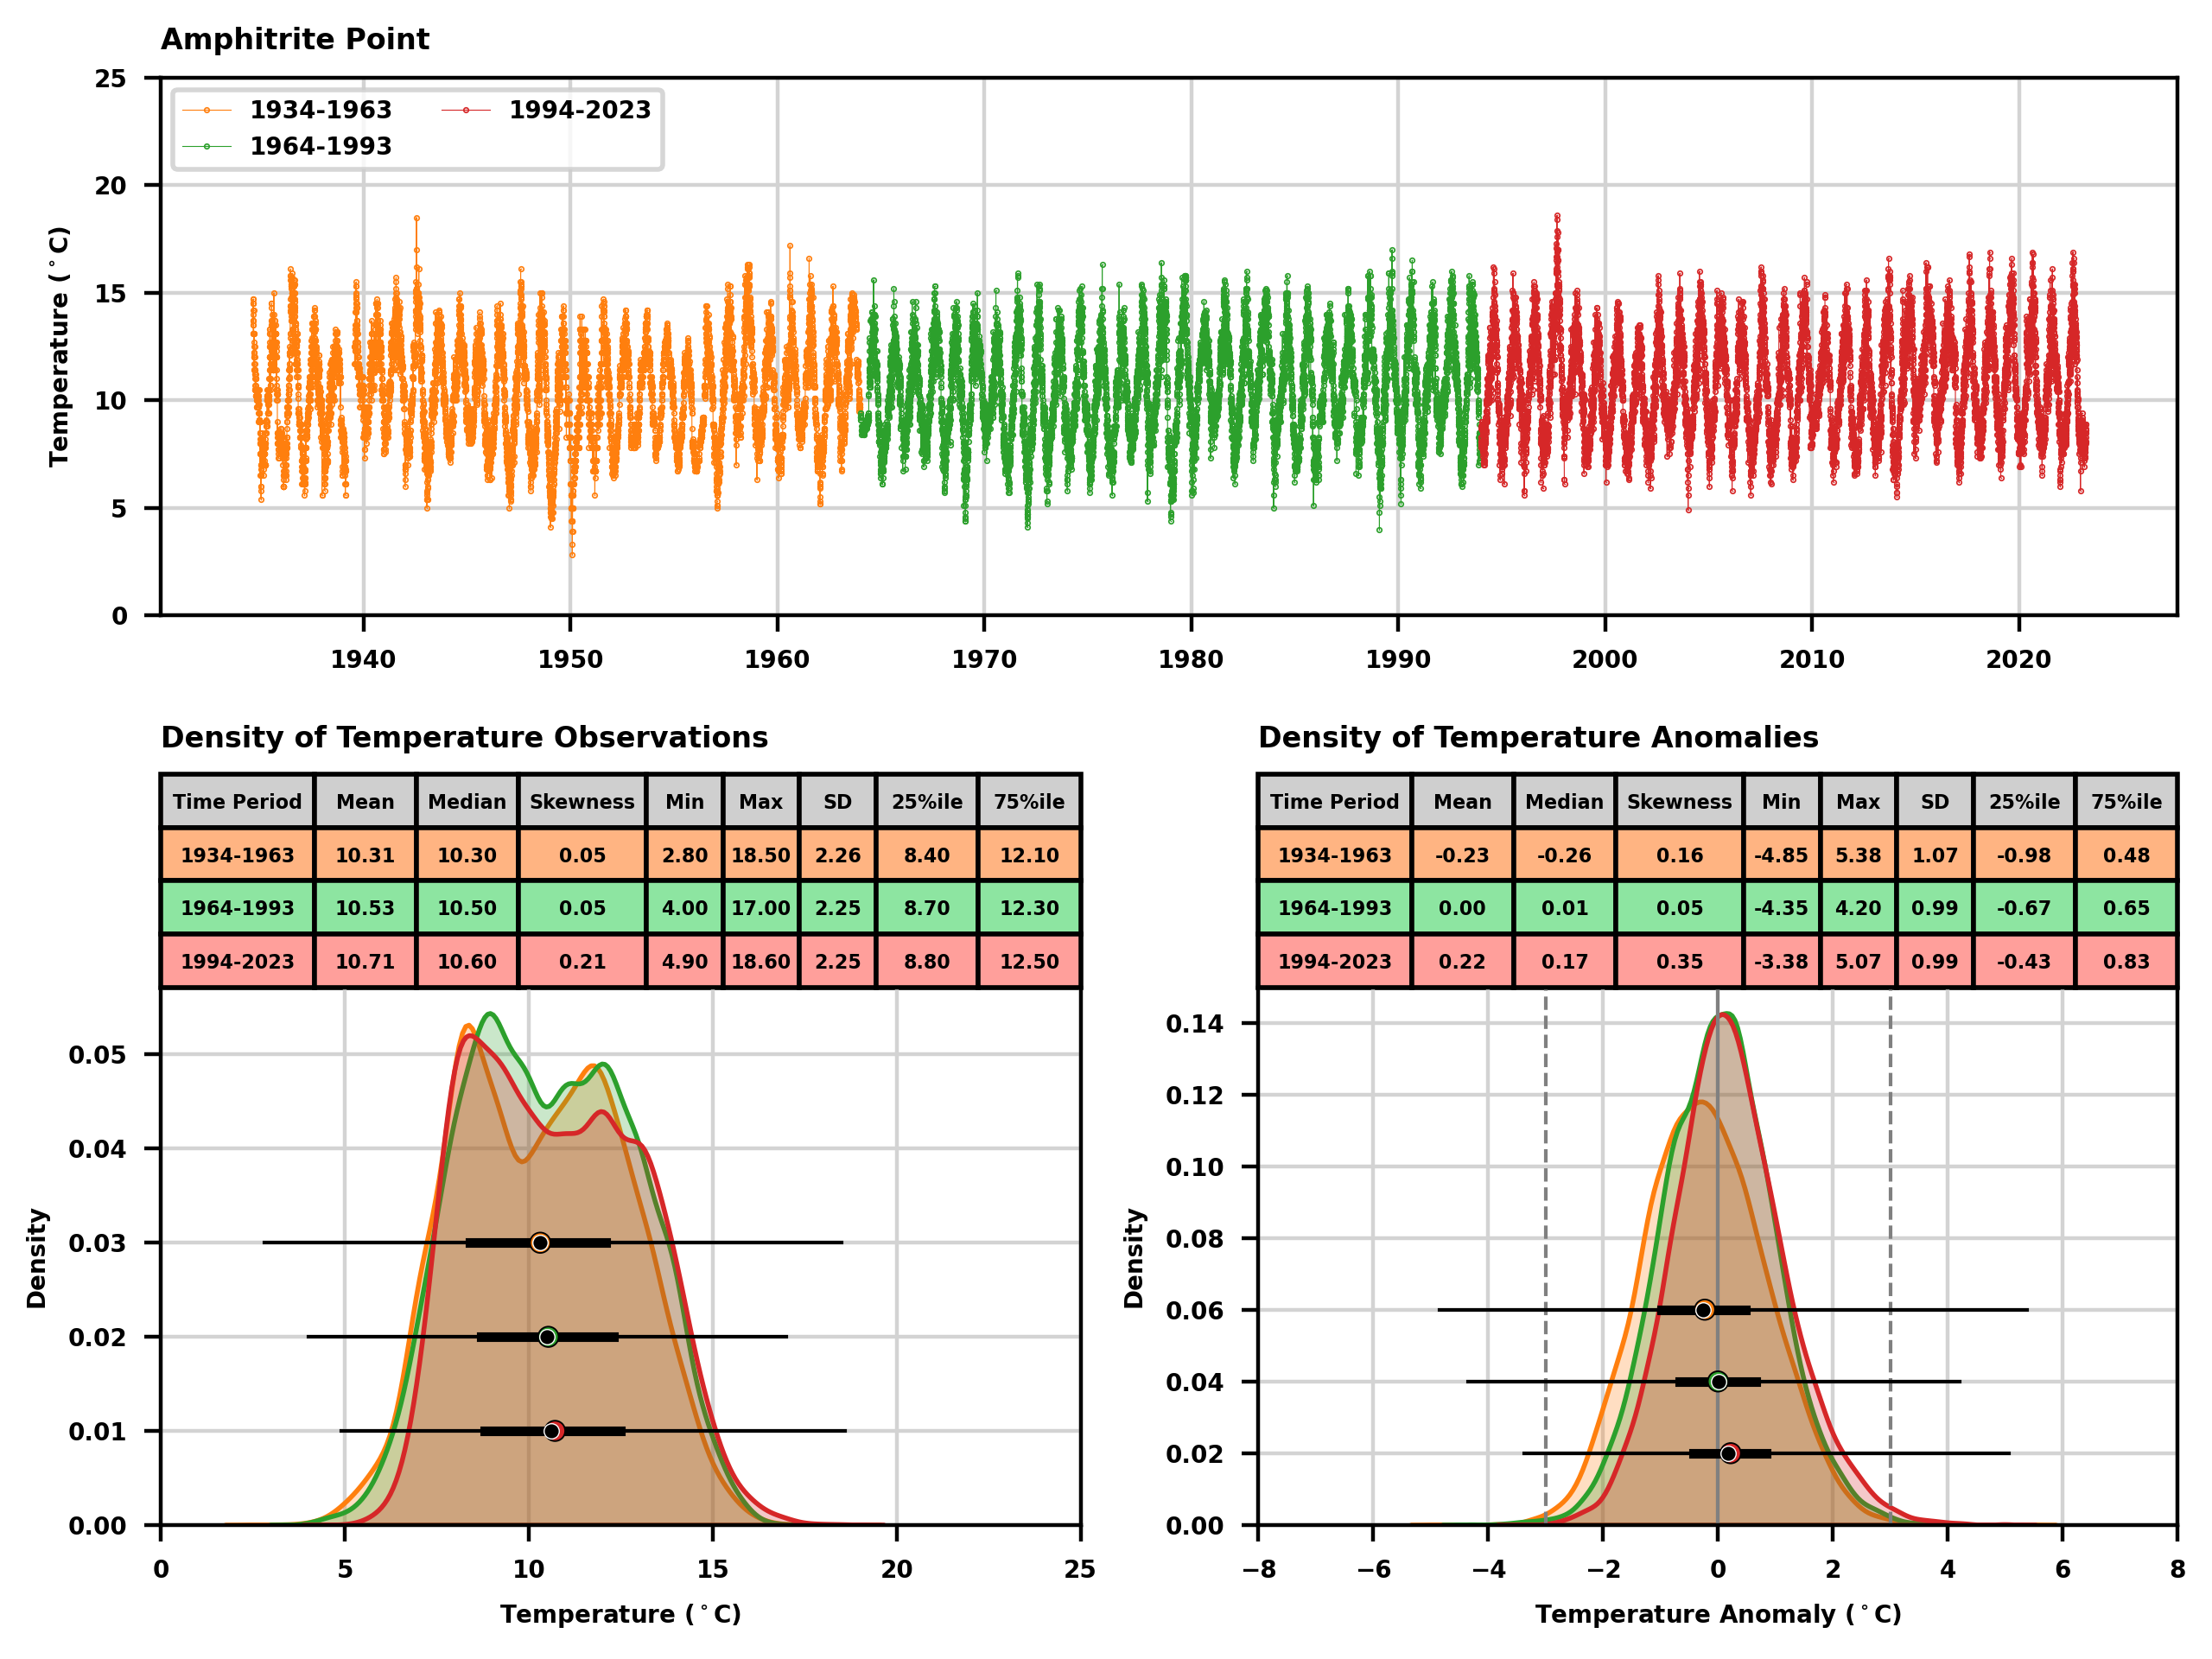 Amphitrite Point
25
20
15
10
5
0
Temperature (°C)
1934-1963
1964-1993
1994-2023
1940 1950 1960 1970 1980 1990 2000 2010 2020
Density of Temperature Observations
Time Period Mean Median Skewness Min Max SD 25%ile 75%ile
1934-1963 10.31 10.30 0.05 2.80 18.50 2.26 8.40 12.10
1964-1993 10.53 10.50 0.05 4.00 17.00 2.25 8.70 12.30
1994-2023 10.71 10.60 0.21 4.90 18.60 2.25 8.80 12.50
0.05
0.04
0.03
0.02
0.01
0.00
Density
0 5 10 15 20 25
Temperature (°C)
Density of Temperature Anomalies
Time Period Mean Median Skewness Min Max SD 25%ile 75%ile
1934-1963 -0.23 -0.26 0.16 -4.85 5.38 1.07 -0.98 0.48
1964-1993 0.00 0.01 0.05 -4.35 4.20 0.99 -0.67 0.65
1994-2023 0.22 0.17 0.35 -3.38 5.07 0.99 -0.43 0.83
0.14
0.12
0.10
0.08
0.06
0.04
0.02
0.00
Density
−8 −6 −4 −2 0 2 4 6 8
Temperature Anomaly (°C)